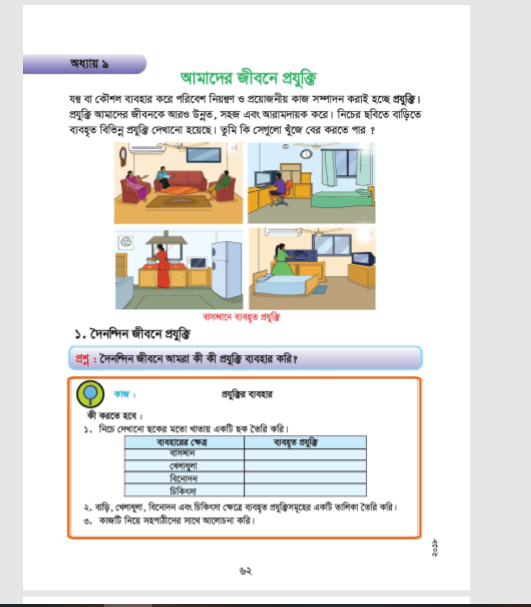 অধ্যায় ৯
আমাদের জীবনে প্রযুক্তি
যন্ত্র বা কৌশল ব্যবহার করে পরিবেশ নিয়ন্ত্রণ ও প্রয়োজনীয় কাজ সম্পাদন করাই হচ্ছে প্রযুক্তি।
প্রযুক্তি আমাদের জীবনকে আরও উন্নত, সহজ এবং আরামদায়ক করে। নিচের ছবিতে বাড়িতে
ব্যবহৃত বিভিন্ন প্রযুক্তি দেখানো হয়েছে। তুমি কি সেগুলো খুঁজে বের করতে পার ?
বাসস্থানে ব্যবহৃত প্রযুক্তি
১. দৈনন্দিন জীবনে প্রযুক্তি
প্রশ্ন : দৈনন্দিন জীবনে আমরা কী কী প্রযুক্তি ব্যবহার করি?
কাজ : প্রযুক্তির ব্যবহার
কী করতে হবে :
১. নিচে দেখানো ছকের মতো খাতায় একটি ছক তৈরি করি।
ব্যবহারের ক্ষেত্র ব্যবহৃত প্রযুক্তি
বাসস্থান
খেলাধুলা
বিনোদন
চিকিৎসা
২. বাড়ি, খেলাধুলা, বিনোদন এবং চিকিৎসা ক্ষেত্রে ব্যবহৃত প্রযুক্তিসমূহের একটি তালিকা তৈরি করি।
৩. কাজটি নিয়ে সহপাঠীদের সাথে আলোচনা করি।
৬২